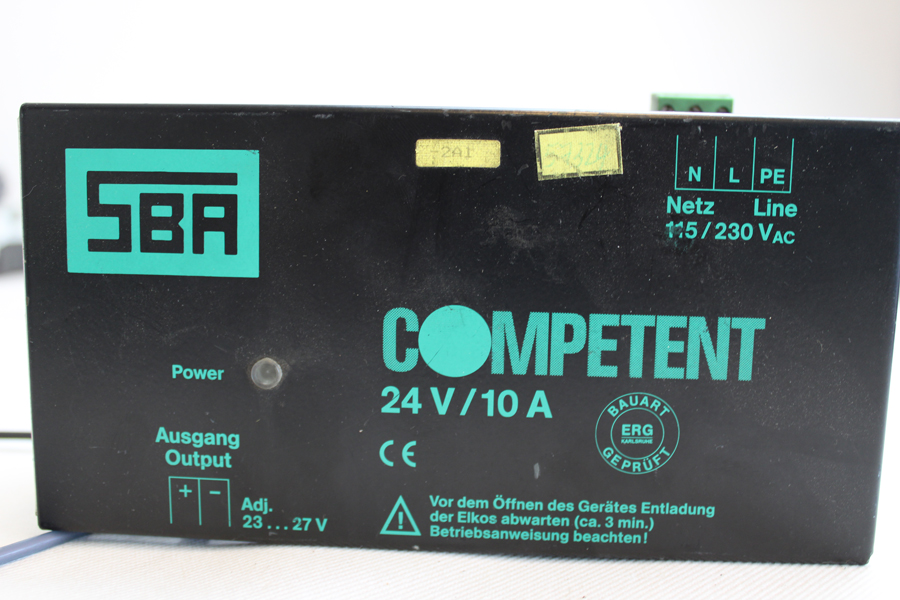 SBA
-2A1
N L PE
Netz Line
115/230 VAC
COMPETENT
24 V/10 A
Power
Ausgang
Output
+ -
Adj.
23...27 V
CE
BAUART
ERG
KARLSRUHE
GEPRÜFT
Vor dem Öffnen des Gerätes Entladung
der Elkos abwarten (ca. 3 min.)
Betriebsanweisung beachten!